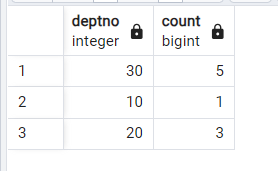 deptno count
integer bigint
1 30 5
2 10 1
3 20 3